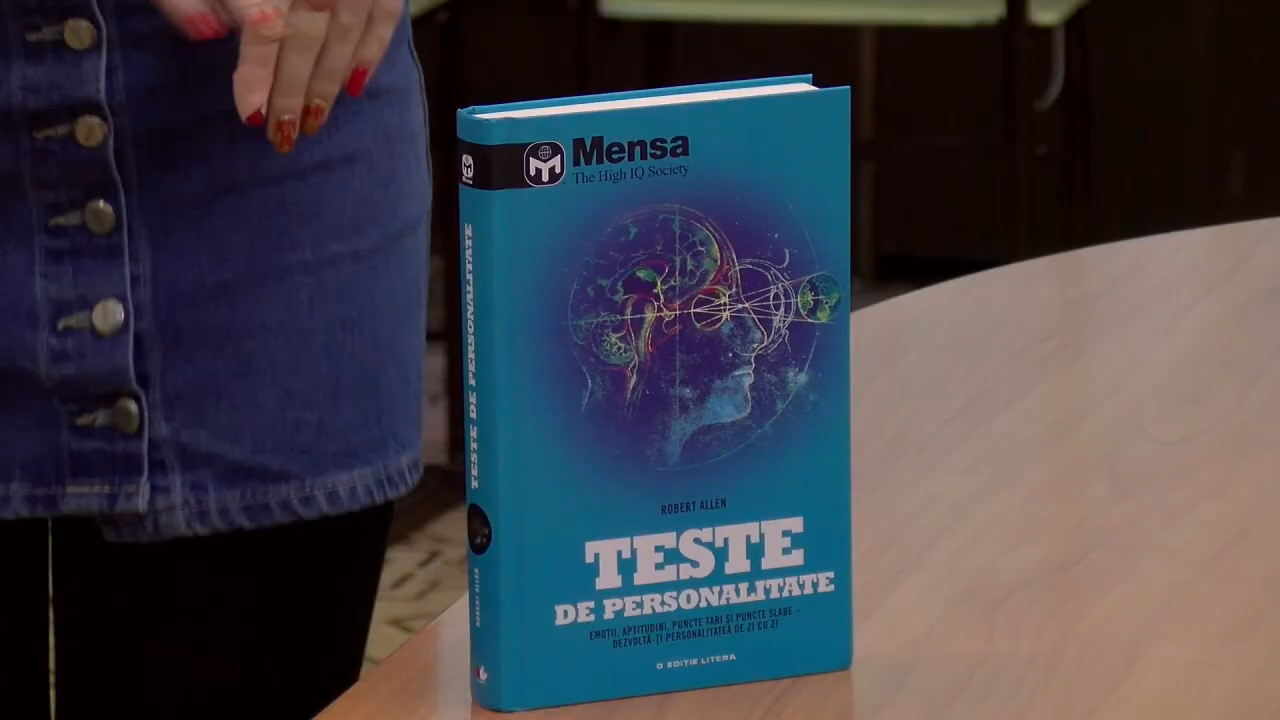 Mensa
The High IQ Society
ROBERT ALLEN
TESTE
DE PERSONALITATE
EMOȚII, APTITUDINI, PUNCTE TARI ȘI PUNCTE SLABE –
DEZVOLTĂ-ȚI PERSONALITATEA DE ZI CU ZI
O EDIȚIE LITERA
TESTE DE PERSONALITATE
ROBERT ALLEN